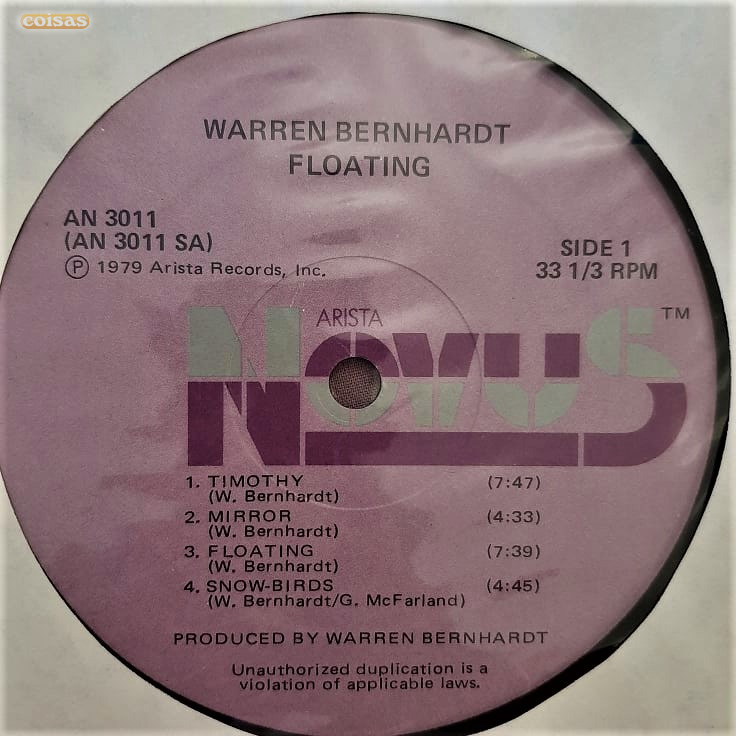 coisas
WARREN BERNHARDT
FLOATING
AN 3011
(AN 3011 SA)
Ⓟ 1979 Arista Records, Inc.
SIDE 1
33 1/3 RPM
ARISTA
NOVUS™
1. TIMOTHY (7:47)
(W. Bernhardt)
2. MIRROR (4:33)
(W. Bernhardt)
3. FLOATING (7:39)
(W. Bernhardt)
4. SNOW-BIRDS (4:45)
(W. Bernhardt/G. McFarland)
PRODUCED BY WARREN BERNHARDT
Unauthorized duplication is a
violation of applicable laws.